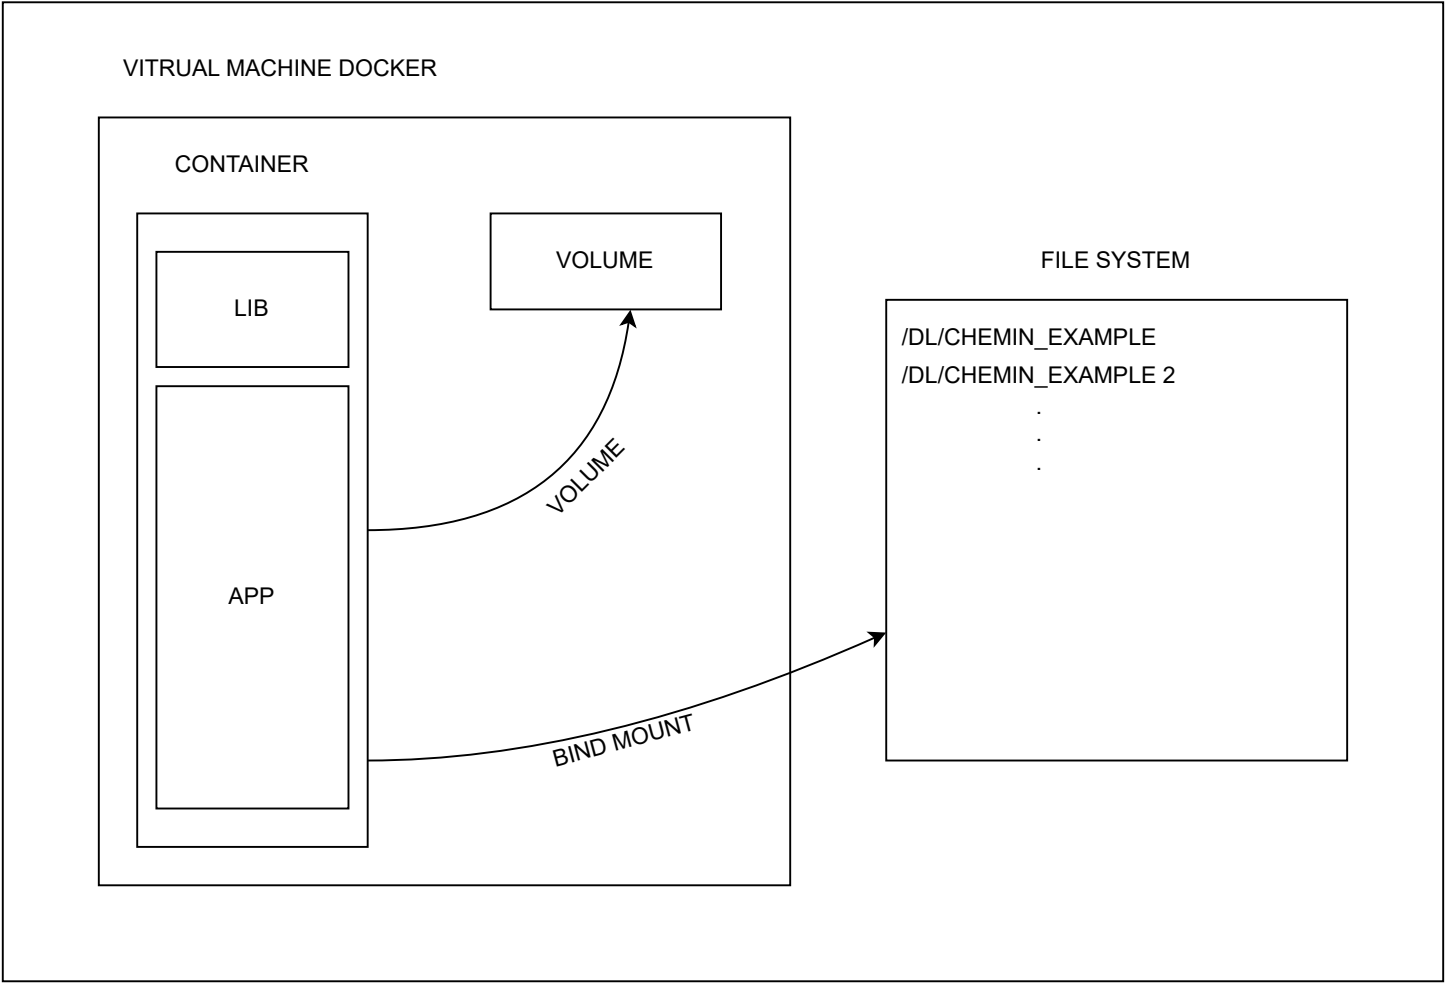 VITRUAL MACHINE DOCKER
CONTAINER
LIB
APP
VOLUME
VOLUME
BIND MOUNT
FILE SYSTEM
/DL/CHEMIN_EXAMPLE
/DL/CHEMIN_EXAMPLE 2
.
.
.